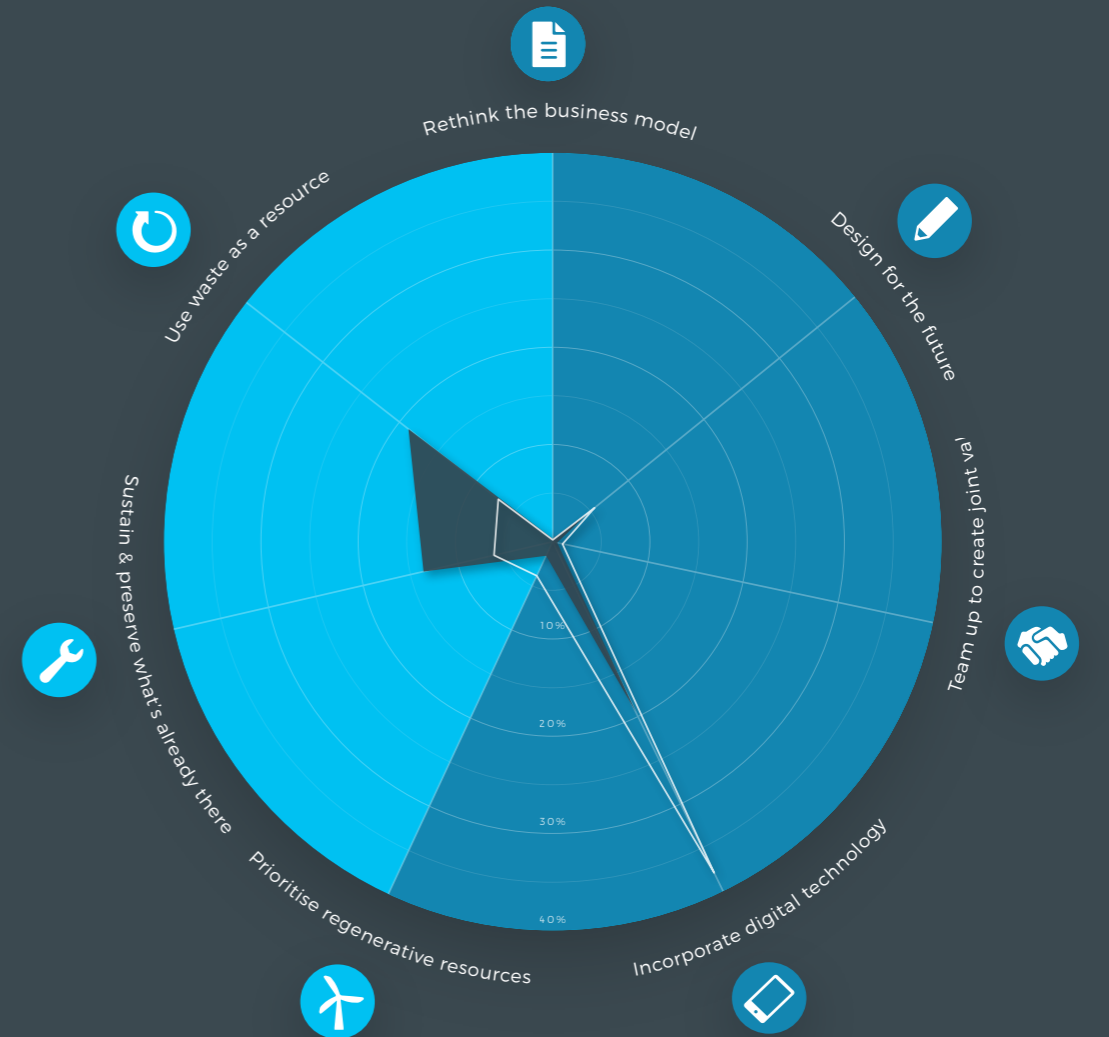 Rethink the business model
Design for the future
Team up to create joint va!
Incorporate digital technology
Prioritise regenerative resources
Sustain & preserve what's already there
Use waste as a resource
10%
20%
30%
40%